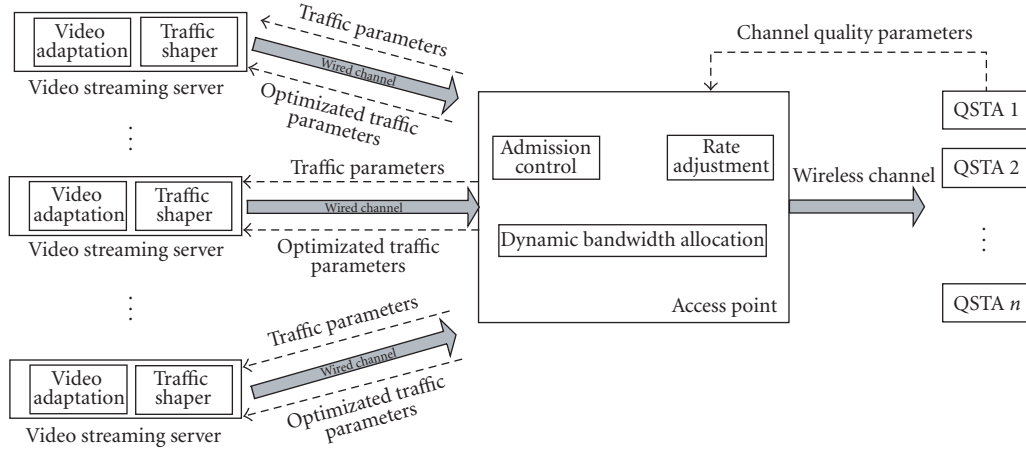 Video
adaptation
Traffic
shaper
Video streaming server
Traffic parameters
Wired channel
Optimizated traffic
parameters
Video
adaptation
Traffic
shaper
Video streaming server
Traffic parameters
Wired channel
Optimizated traffic
parameters
Video
adaptation
Traffic
shaper
Video streaming server
Traffic parameters
Wired channel
Optimizated traffic
parameters
Admission
control
Rate
adjustment
Dynamic bandwidth allocation
Access point
Channel quality parameters
Wireless channel
QSTA 1
QSTA 2
QSTA n